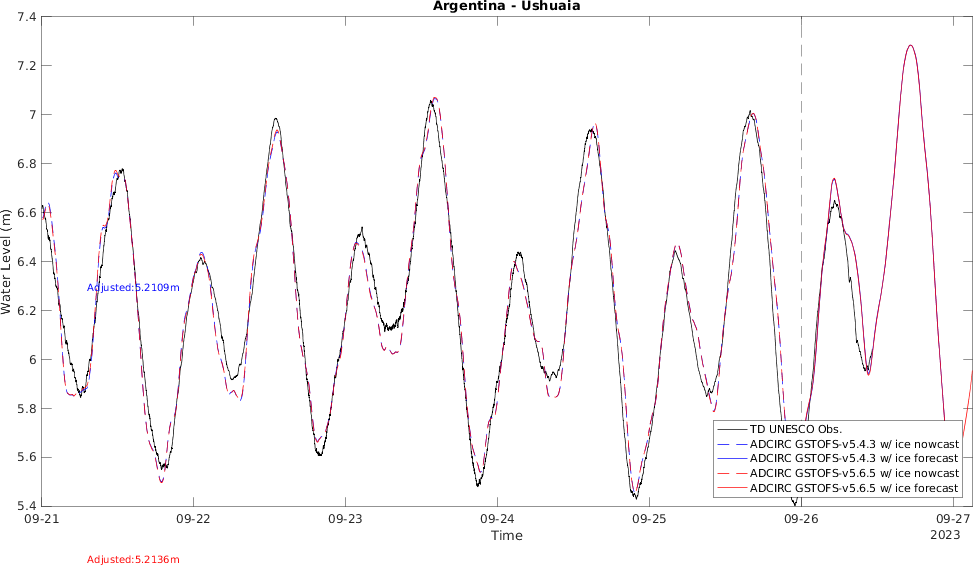 Argentina - Ushuaia
7.4
7.2
7
6.8
6.6
6.4
6.2
6
5.8
5.6
5.4
Water Level (m)
Adjusted:5.2109m
TD UNESCO Obs.
ADCIRC GSTOFS-v5.4.3 w/ ice nowcast
ADCIRC GSTOFS-v5.4.3 w/ ice forecast
ADCIRC GSTOFS-v5.6.5 w/ ice nowcast
ADCIRC GSTOFS-v5.6.5 w/ ice forecast
09-21 09-22 09-23 09-24 09-25 09-26 09-27
Time
2023
Adjusted:5.2136m